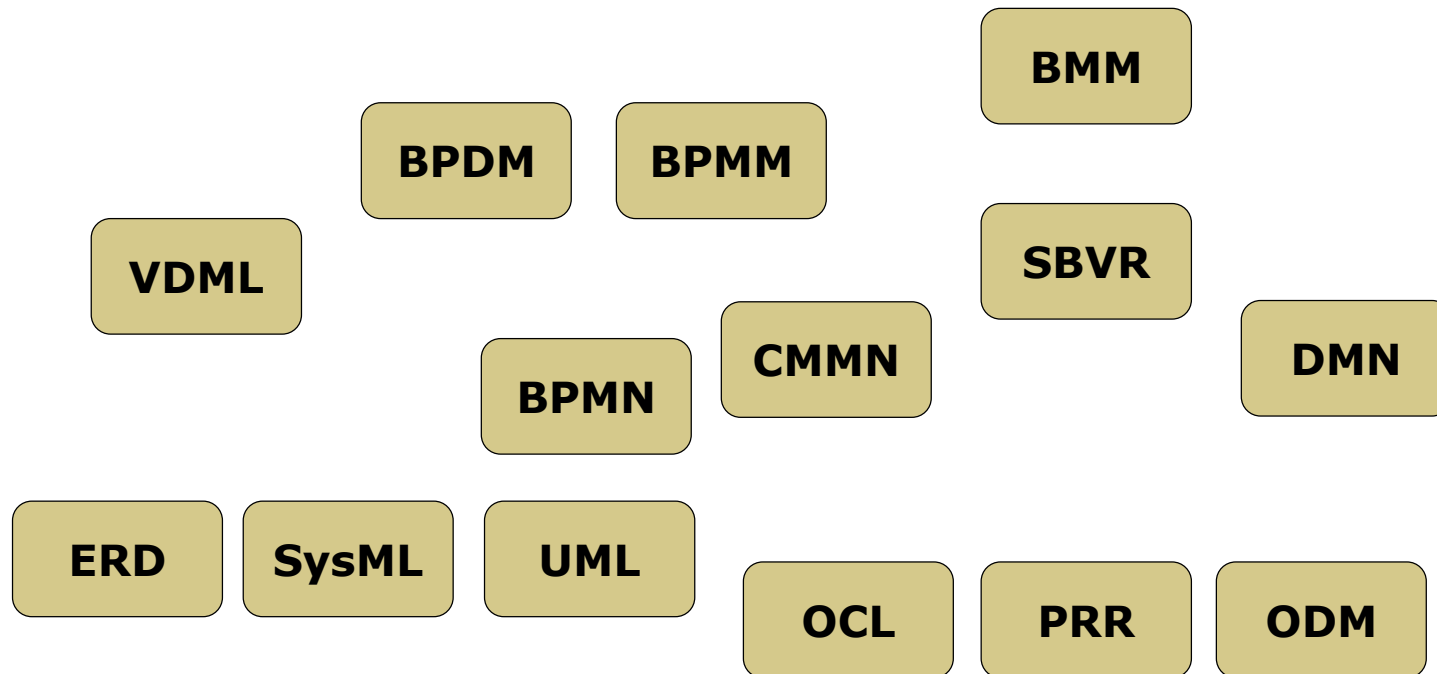 BMM
BPDM
BPMM
VDML
SBVR
CMMN
DMN
BPMN
ERD
SysML
UML
OCL
PRR
ODM